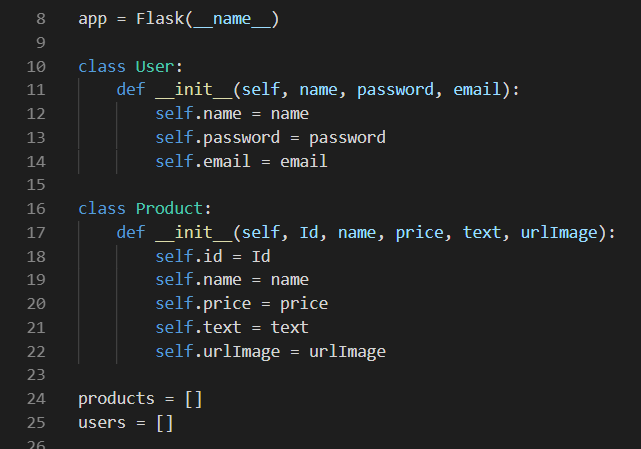 8 app = Flask(__name__)
9
10 class User:
11     def __init__(self, name, password, email):
12         self.name = name
13         self.password = password
14         self.email = email
15
16 class Product:
17     def __init__(self, Id, name, price, text, urlImage):
18         self.id = Id
19         self.name = name
20         self.price = price
21         self.text = text
22         self.urlImage = urlImage
23
24 products = []
25 users = []
26